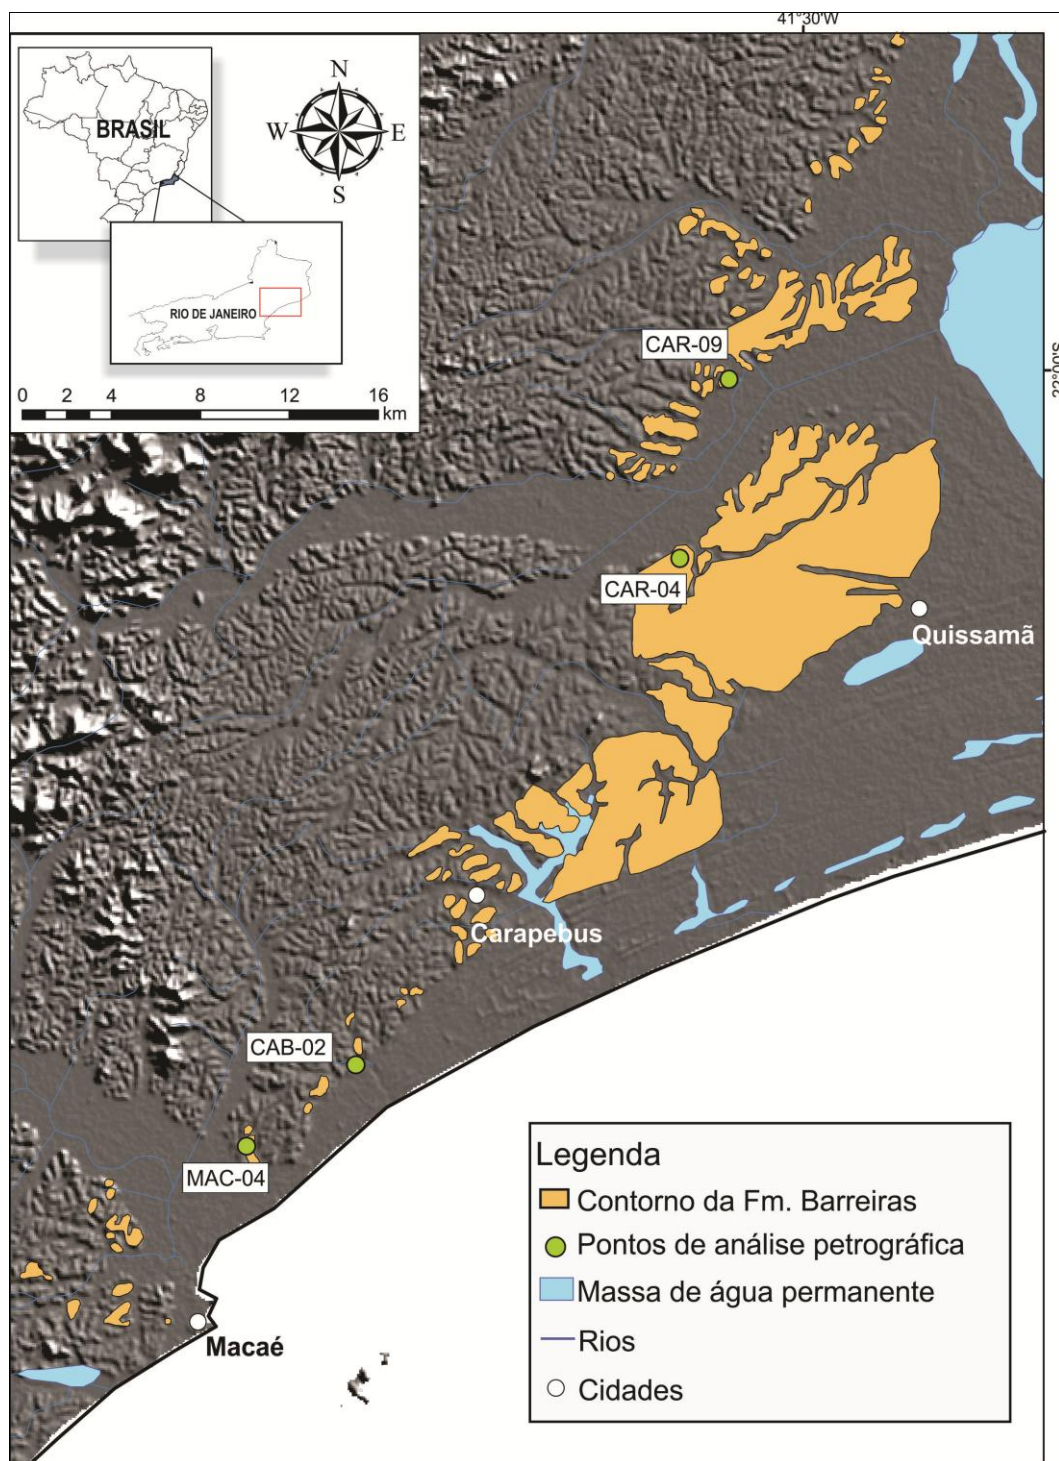 41°30'W
N
BRASIL
W
E
S
RIO DE JANEIRO
CAR-09
22°00'S
0 2 4 8 12 16
km
CAR-04
Quissamã
Carapebus
CAB-02
MAC-04
Macaé
Legenda
Contorno da Fm. Barreiras
Pontos de análise petrográfica
Massa de água permanente
Rios
Cidades